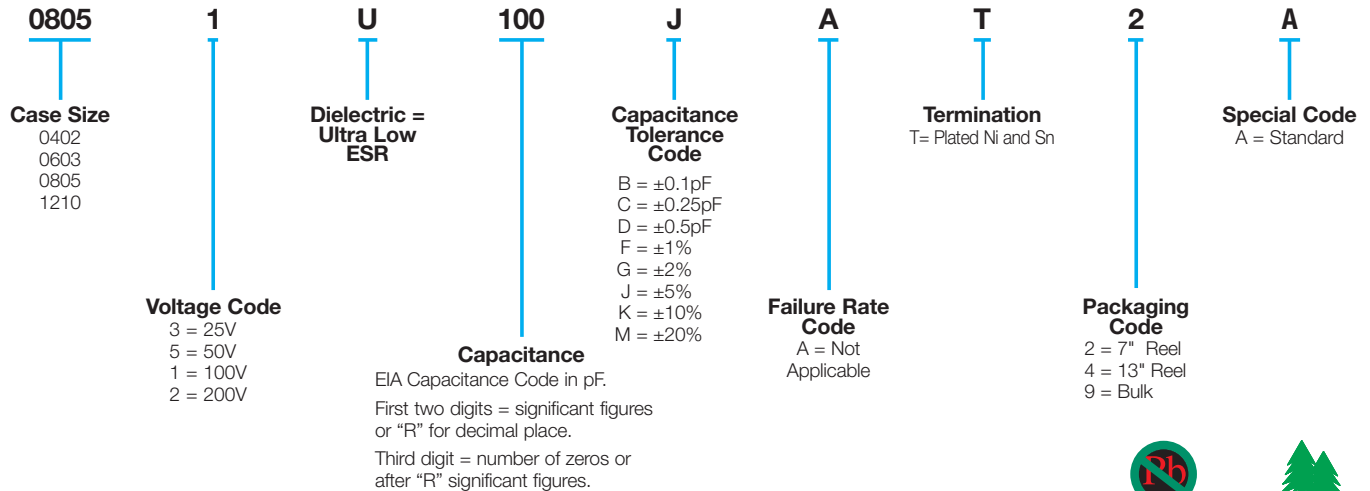 0805 1 U 100 J A T 2 A
Case Size
0402
0603
0805
1210
Voltage Code
3 = 25V
5 = 50V
1 = 100V
2 = 200V
Dielectric =
Ultra Low
ESR
Capacitance
EIA Capacitance Code in pF.
First two digits = significant figures
or “R” for decimal place.
Third digit = number of zeros or
after “R” significant figures.
Capacitance
Tolerance
Code
B = ±0.1pF
C = ±0.25pF
D = ±0.5pF
F = ±1%
G = ±2%
J = ±5%
K = ±10%
M = ±20%
Failure Rate
Code
A = Not
Applicable
Termination
T= Plated Ni and Sn
Packaging
Code
2 = 7" Reel
4 = 13" Reel
9 = Bulk
Special Code
A = Standard
Pb